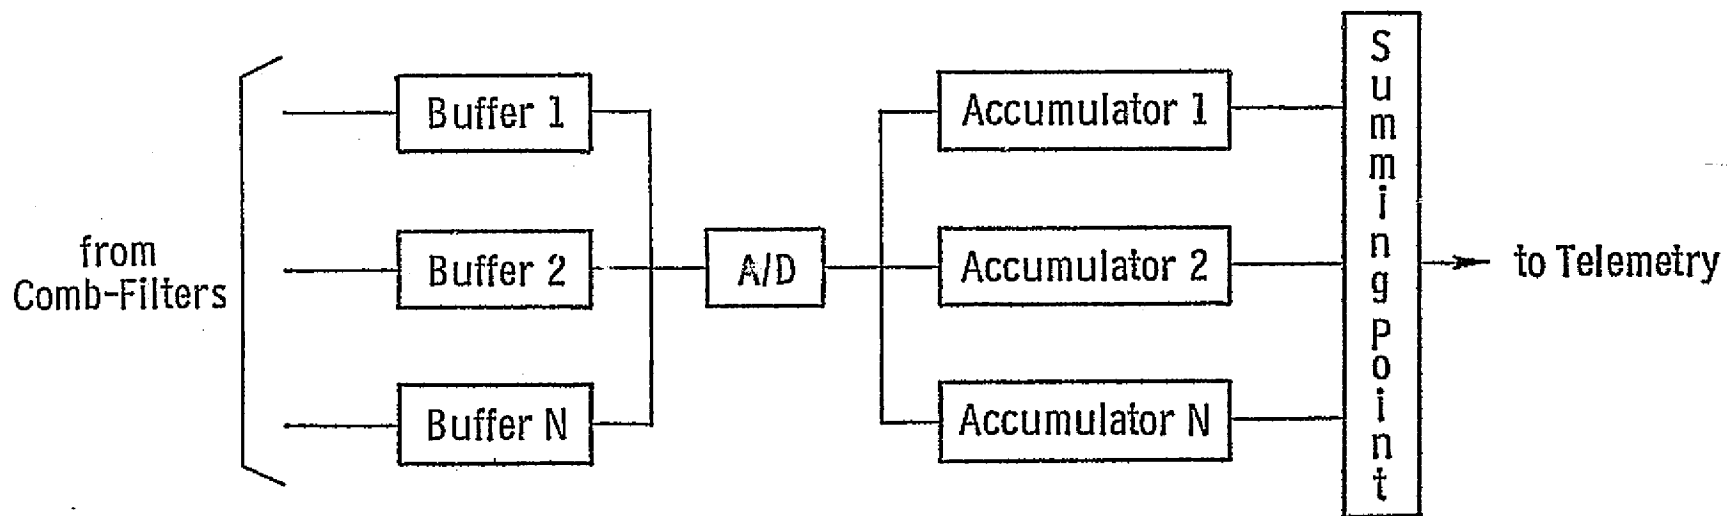 from
Comb-Filters
Buffer 1
Buffer 2
Buffer N
A/D
Accumulator 1
Accumulator 2
Accumulator N
Summing Point
to Telemetry